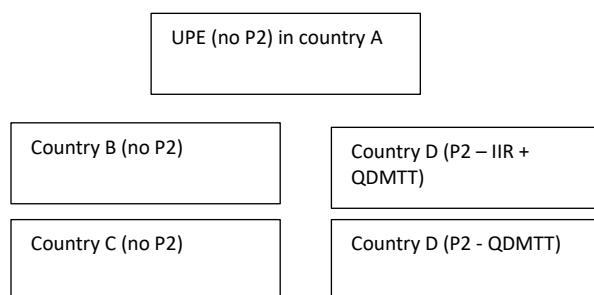 UPE (no P2) in country A
Country B (no P2)
Country D (P2 – IIR +
QDMTT)
Country C (no P2)
Country D (P2 - QDMTT)